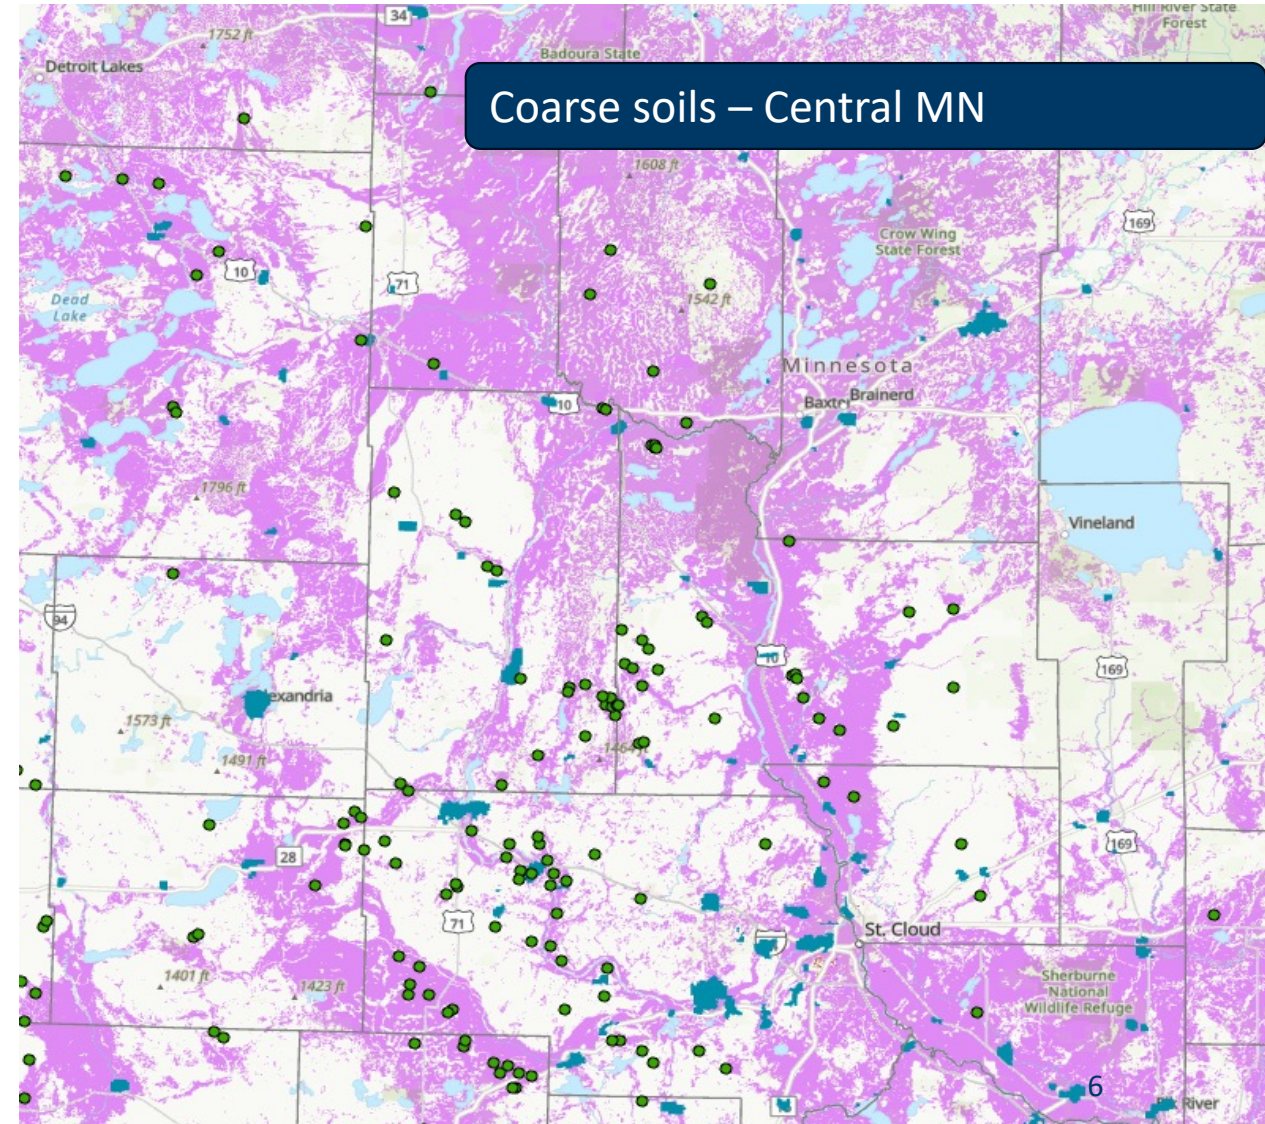 34
Hill River State
Forest
1752 ft
Badoura State
Detroit Lakes
Coarse soils – Central MN
1608 ft
169
Crow Wing
State Forest
10
71
Dead
Lake
1542 ft
Minnesota
10
Baxter
Brainerd
1796 ft
Vineland
94
10
169
exandria
1573 ft
1464 ft
1491 ft
169
28
71
St. Cloud
1401 ft
1423 ft
Sherburne
National
Wildlife Refuge
6
River